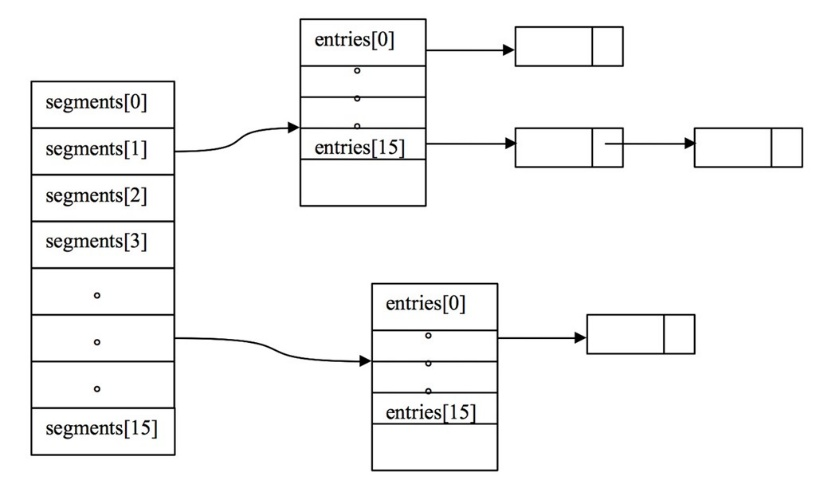 segments[0]
segments[1]
segments[2]
segments[3]
segments[15]
entries[0]
entries[15]
entries[0]
entries[15]